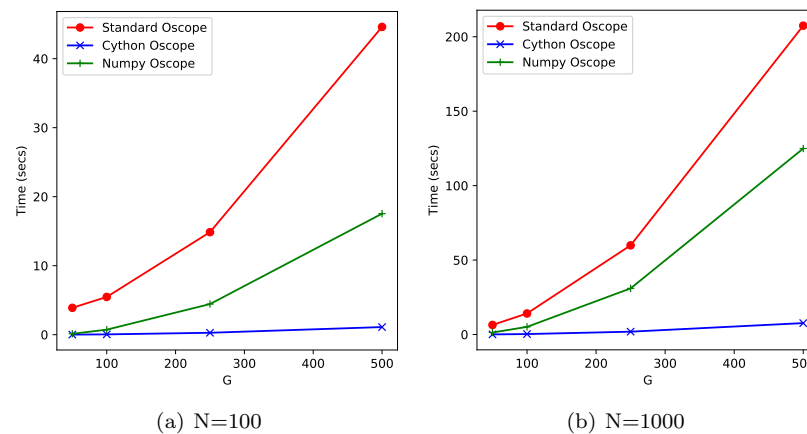 Standard Oscope
Cython Oscope
Numpy Oscope
Time (secs)
40
30
20
10
0
100
200
300
400
500
G
(a) N=100
Standard Oscope
Cython Oscope
Numpy Oscope
Time (secs)
200
150
100
50
0
100
200
300
400
G
(b) N=1000